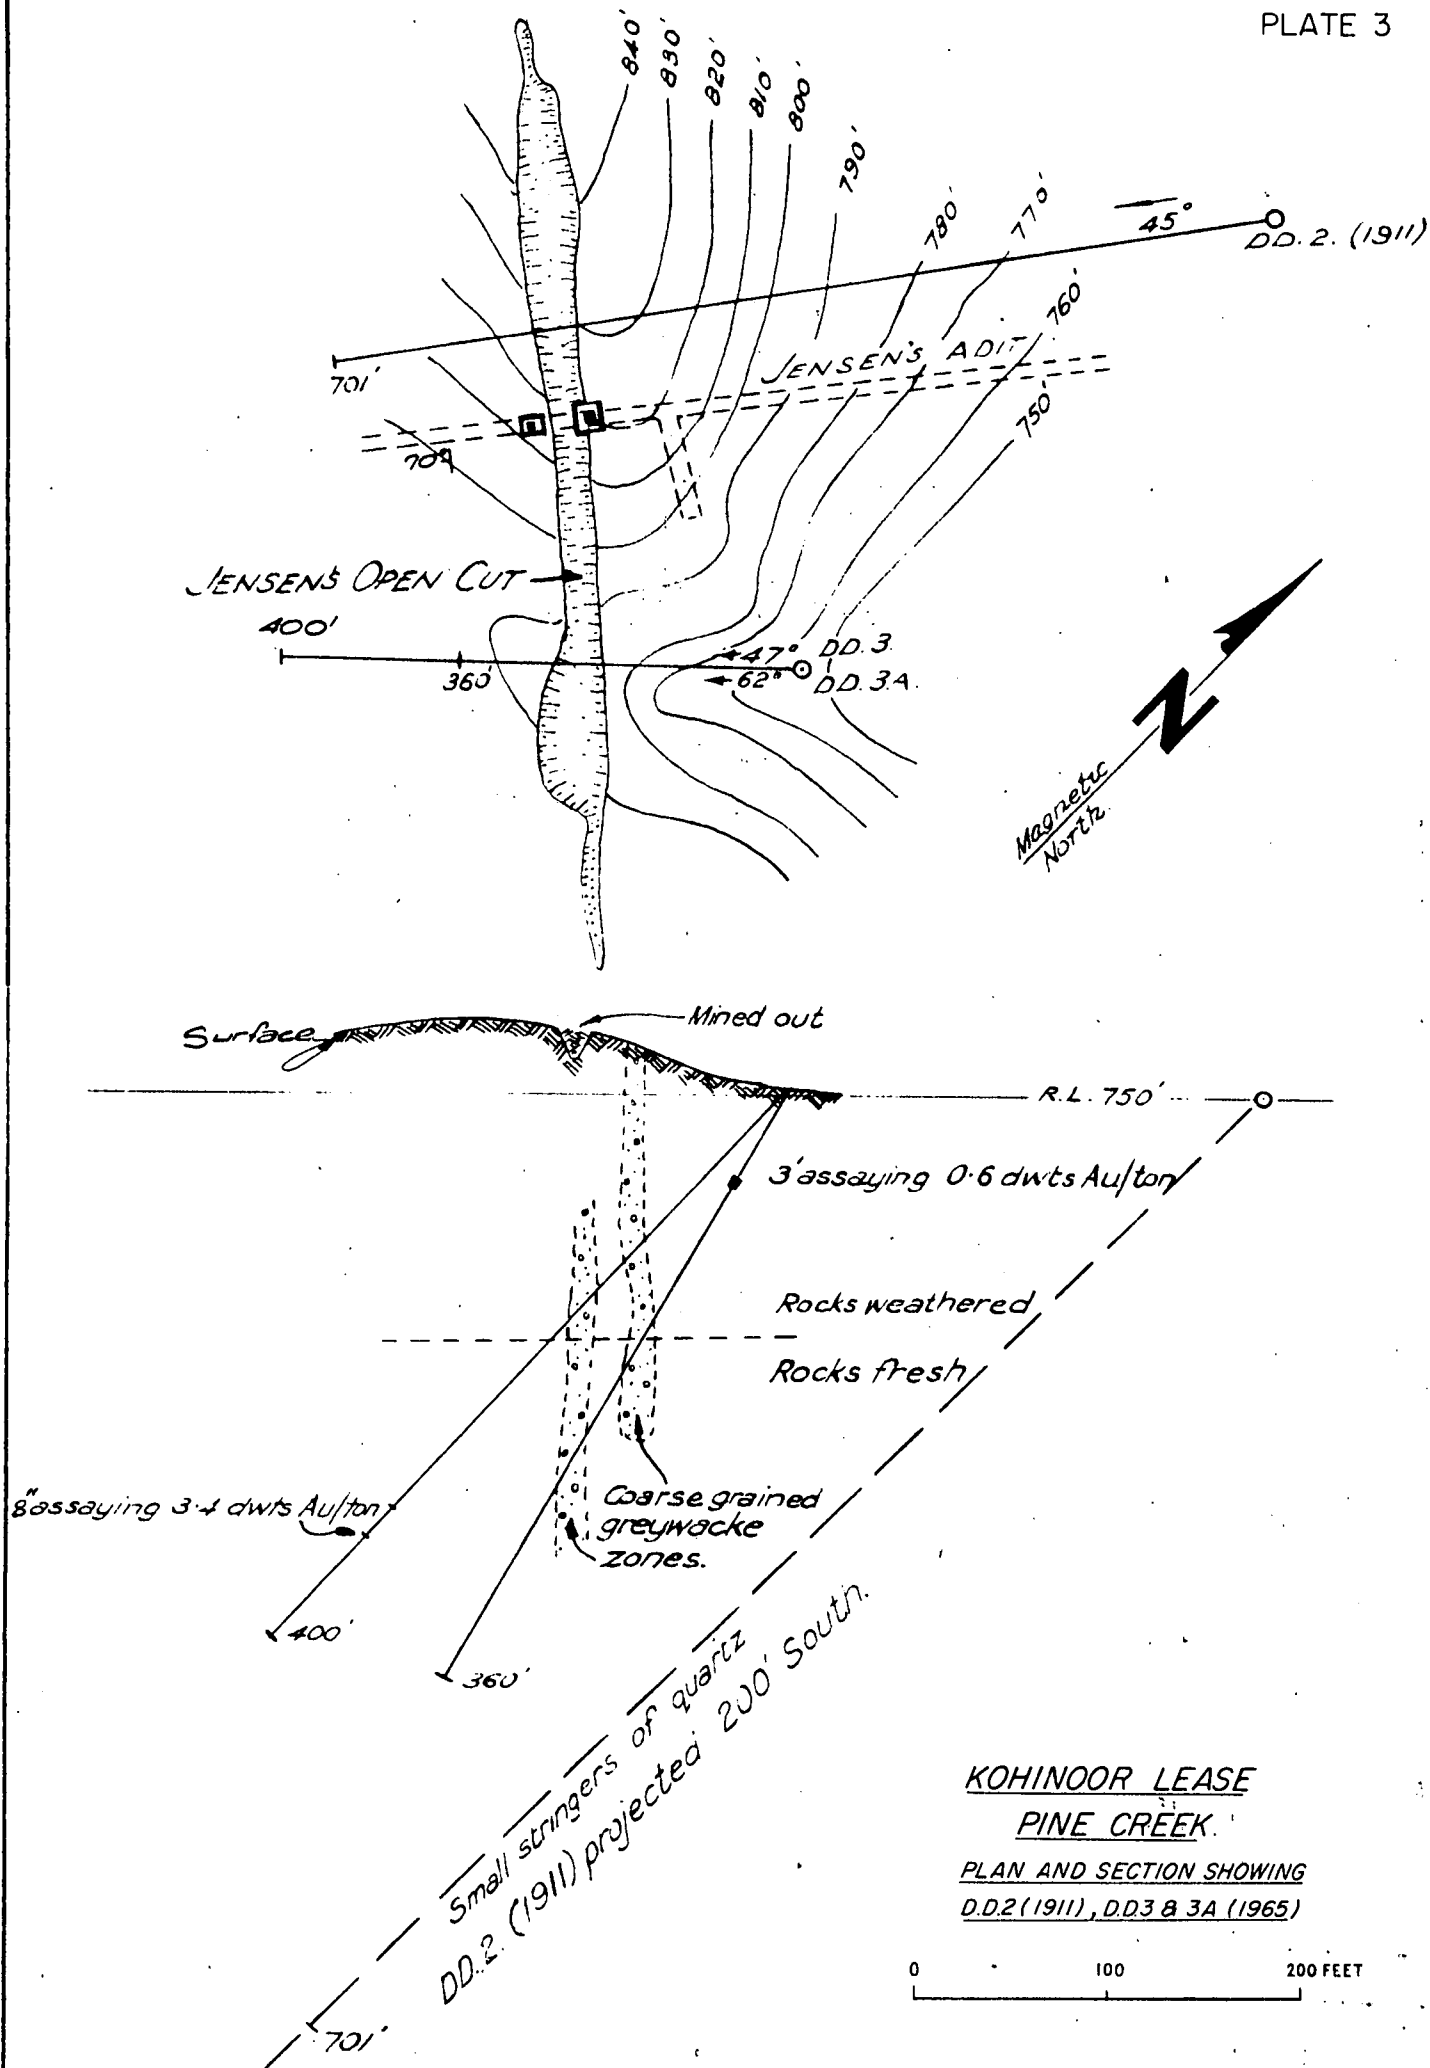 PLATE 3
840'
830'
820'
810'
800'
790'
780'
770'
760'
750'
45°
DD.2. (1911)
701'
JENSEN'S ADIT
JENSEN'S OPEN CUT
400'
360'
47° DD.3.
62° DD.3.A.
N
Magnetic
North.
Surface
Mined out
R.L. 750'
3' assaying 0.6 dwts Au/ton
Rocks weathered
Rocks fresh
8" assaying 3.4 dwts Au/ton
Coarse grained
greywacke
zones.
400'
360'
Small stringers of quartz
DD.2. (1911) projected 200' South.
701'
KOHINOOR LEASE
PINE CREEK.
PLAN AND SECTION SHOWING
D.D.2 (1911), D.D.3 & 3A (1965)
0 100 200 FEET